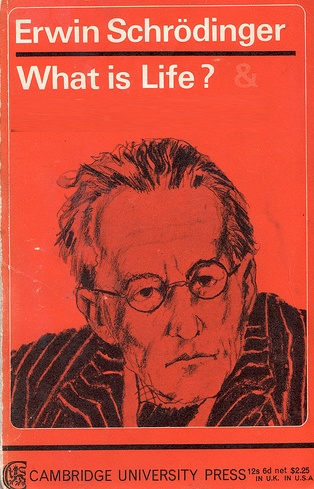 Erwin Schrödinger
What is Life? &
CAMBRIDGE UNIVERSITY PRESS 12s 6d net $2.25
IN U.K. IN U.S.A